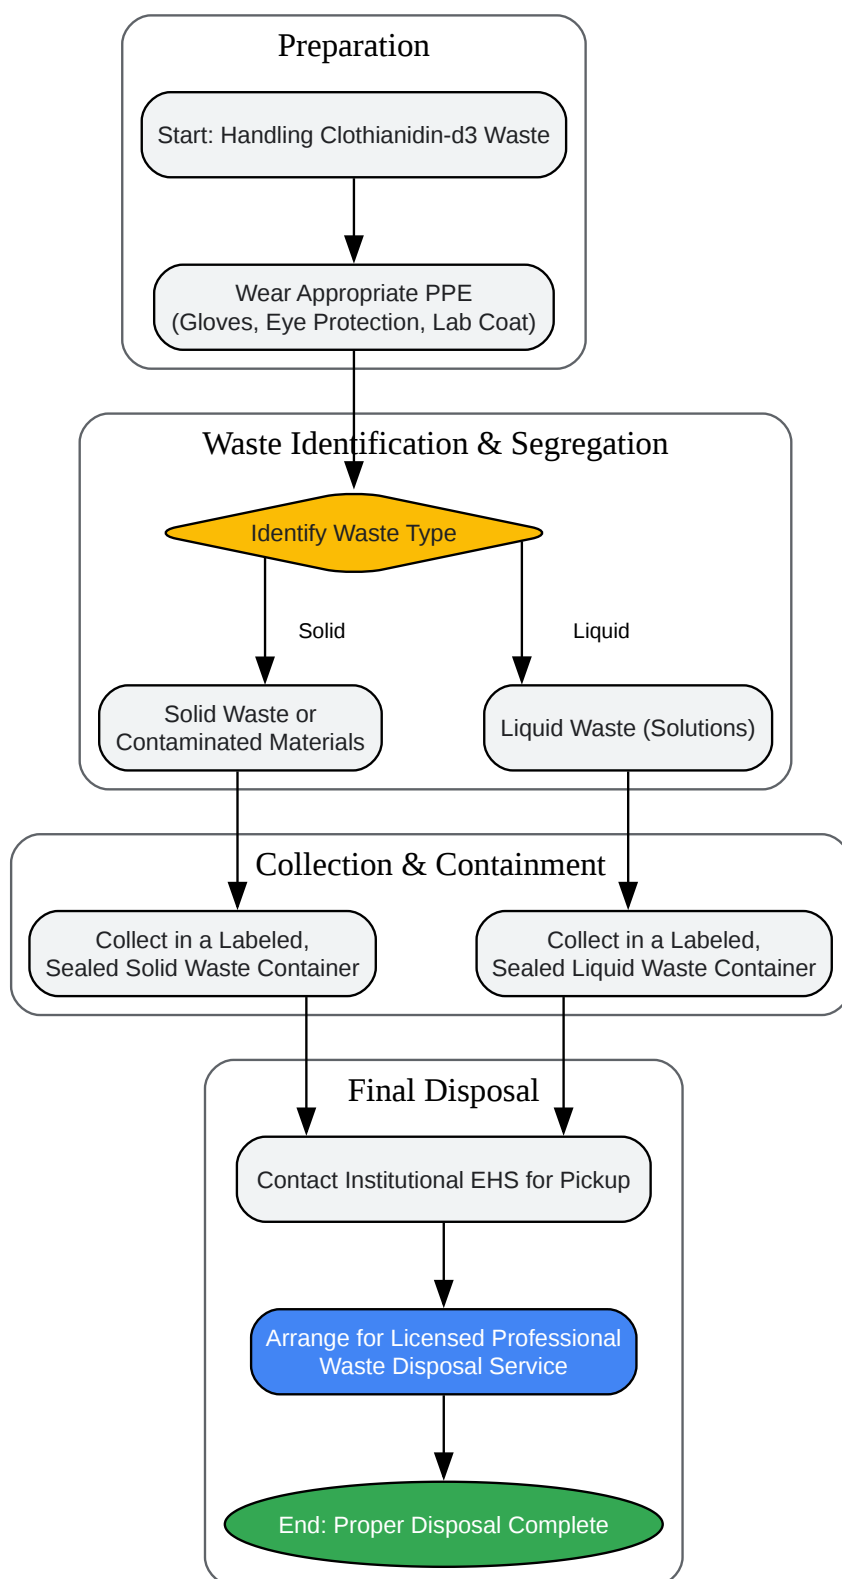 Preparation
Start: Handling Clothianidin-d3 Waste
Wear Appropriate PPE
(Gloves, Eye Protection, Lab Coat)
Waste Identification & Segregation
Identify Waste Type
Solid
Liquid
Solid Waste or
Contaminated Materials
Liquid Waste (Solutions)
Collection & Containment
Collect in a Labeled,
Sealed Solid Waste Container
Collect in a Labeled,
Sealed Liquid Waste Container
Final Disposal
Contact Institutional EHS for Pickup
Arrange for Licensed Professional
Waste Disposal Service
End: Proper Disposal Complete